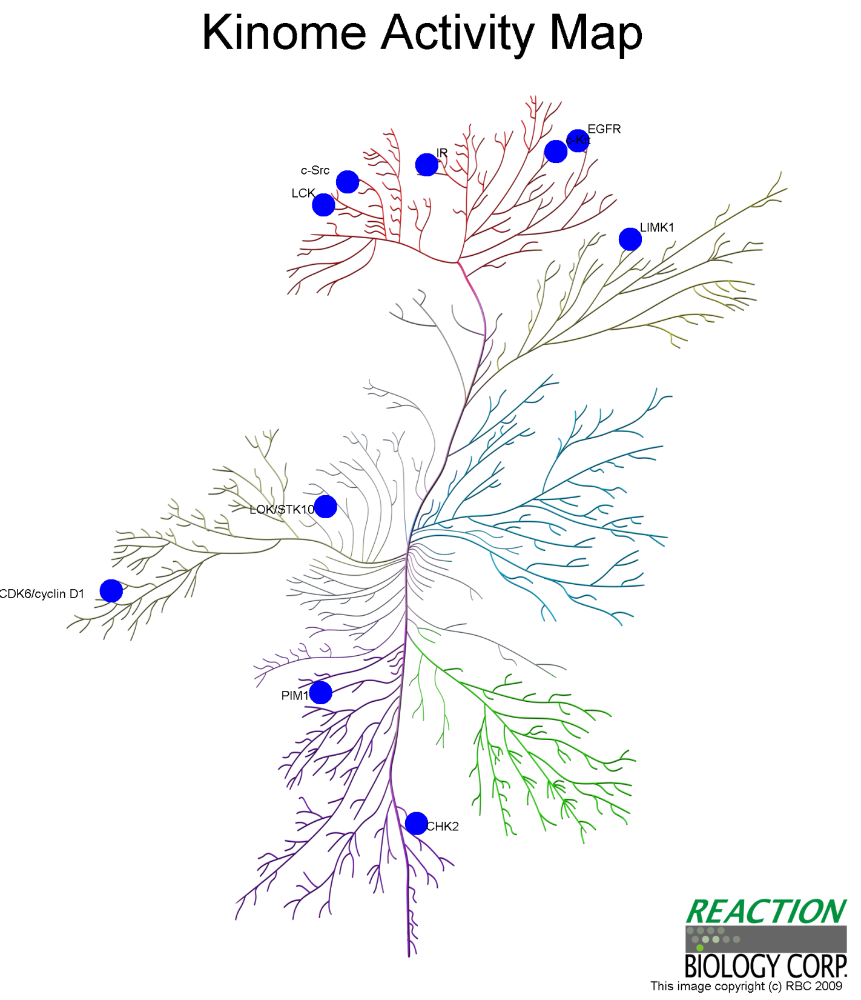 Kinome Activity Map
EGFR
c-Kit
IR
c-Src
LCK
LIMK1
LOK/STK10
CDK6/cyclin D1
PIM1
CHK2
REACTION
BIOLOGY CORP.
This image copyright (c) RBC 2009